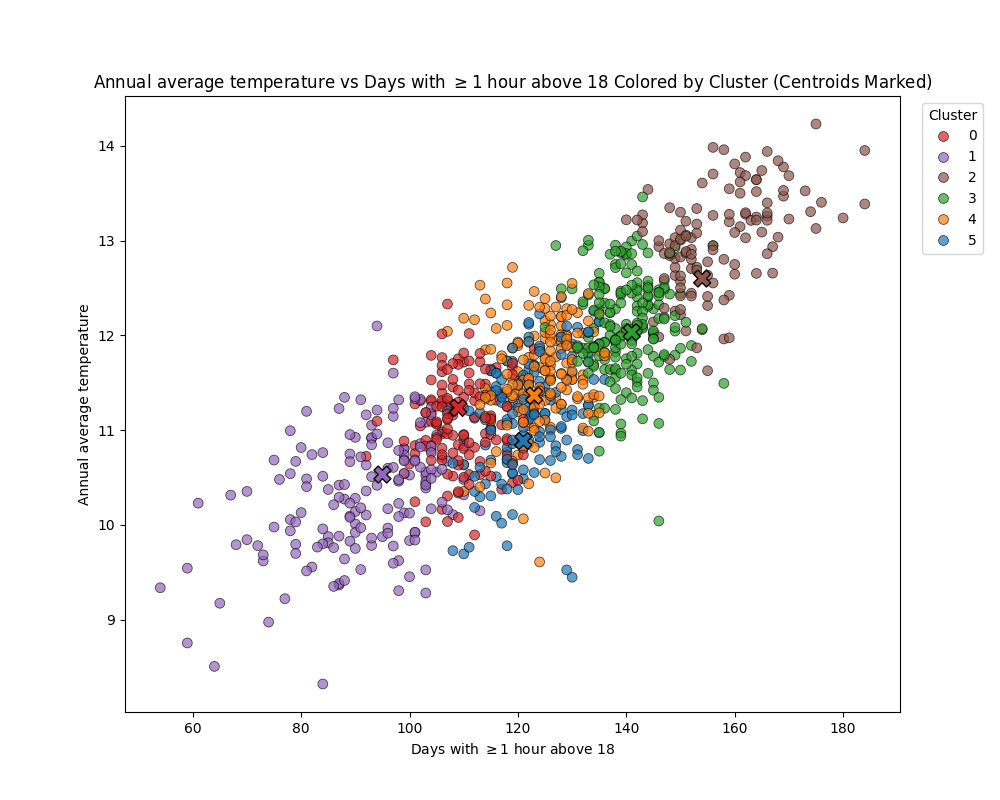 Annual average temperature vs Days with ≥1 hour above 18 Colored by Cluster (Centroids Marked)
Cluster
0
1
2
3
4
5
Annual average temperature
14
13
12
11
10
9
60 80 100 120 140 160 180
Days with ≥1 hour above 18